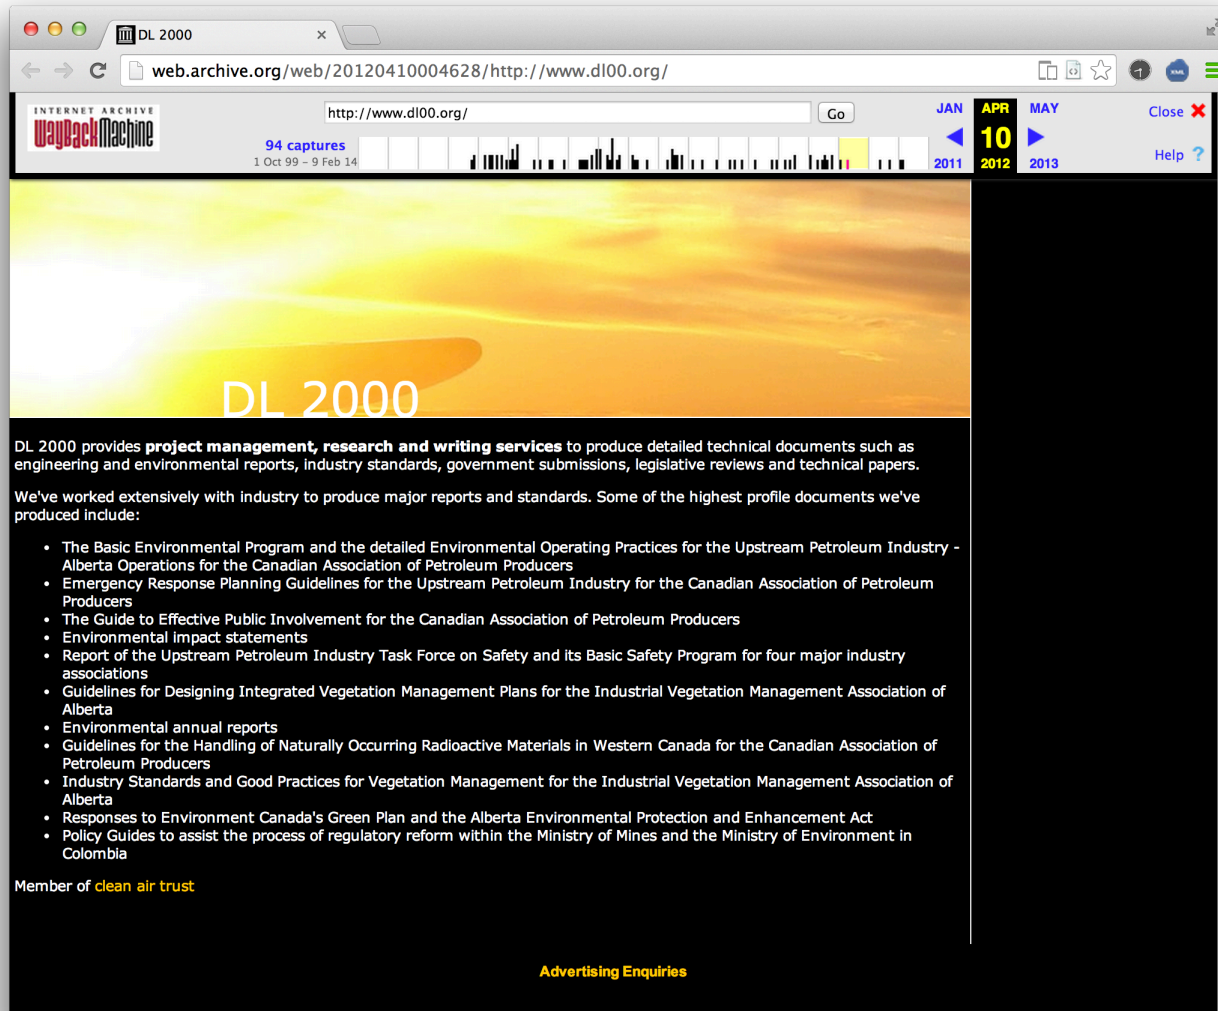 DL 2000
web.archive.org/web/20120410004628/http://www.dl00.org/
XML
INTERNET ARCHIVE
WayBackMachine
http://www.dl00.org/
Go
94 captures
1 Oct 99 – 9 Feb 14
JAN APR MAY
10
2011 2012 2013
Close
Help ?
DL 2000
DL 2000 provides project management, research and writing services to produce detailed technical documents such as
engineering and environmental reports, industry standards, government submissions, legislative reviews and technical papers.
We've worked extensively with industry to produce major reports and standards. Some of the highest profile documents we've
produced include:
• The Basic Environmental Program and the detailed Environmental Operating Practices for the Upstream Petroleum Industry -
Alberta Operations for the Canadian Association of Petroleum Producers
• Emergency Response Planning Guidelines for the Upstream Petroleum Industry for the Canadian Association of Petroleum
Producers
• The Guide to Effective Public Involvement for the Canadian Association of Petroleum Producers
• Environmental impact statements
• Report of the Upstream Petroleum Industry Task Force on Safety and its Basic Safety Program for four major industry
associations
• Guidelines for Designing Integrated Vegetation Management Plans for the Industrial Vegetation Management Association of
Alberta
• Environmental annual reports
• Guidelines for the Handling of Naturally Occurring Radioactive Materials in Western Canada for the Canadian Association of
Petroleum Producers
• Industry Standards and Good Practices for Vegetation Management for the Industrial Vegetation Management Association of
Alberta
• Responses to Environment Canada's Green Plan and the Alberta Environmental Protection and Enhancement Act
• Policy Guides to assist the process of regulatory reform within the Ministry of Mines and the Ministry of Environment in
Colombia
Member of clean air trust
Advertising Enquiries